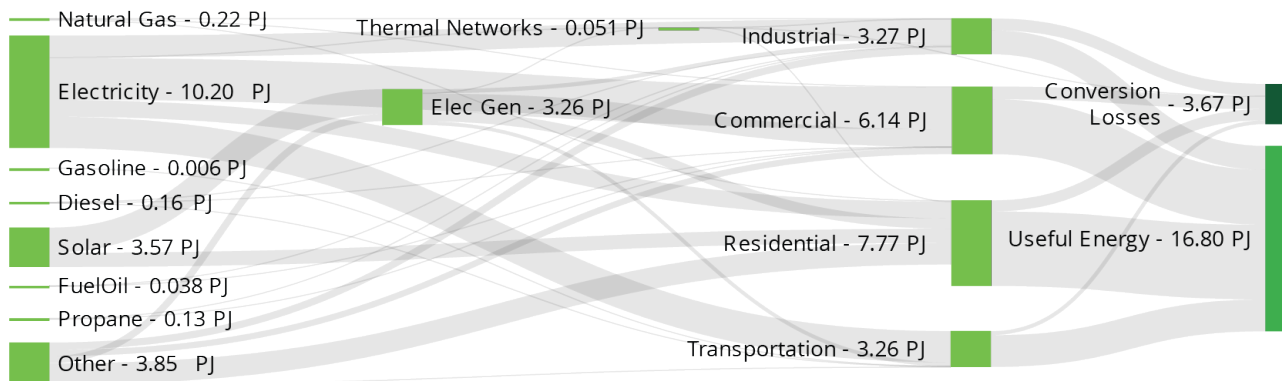 Natural Gas - 0.22 PJ
Electricity - 10.20 PJ
Gasoline - 0.006 PJ
Diesel - 0.16 PJ
Solar - 3.57 PJ
FuelOil - 0.038 PJ
Propane - 0.13 PJ
Other - 3.85 PJ
Thermal Networks - 0.051 PJ
Elec Gen - 3.26 PJ
Industrial - 3.27 PJ
Commercial - 6.14 PJ
Residential - 7.77 PJ
Transportation - 3.26 PJ
Conversion
Losses - 3.67 PJ
Useful Energy - 16.80 PJ